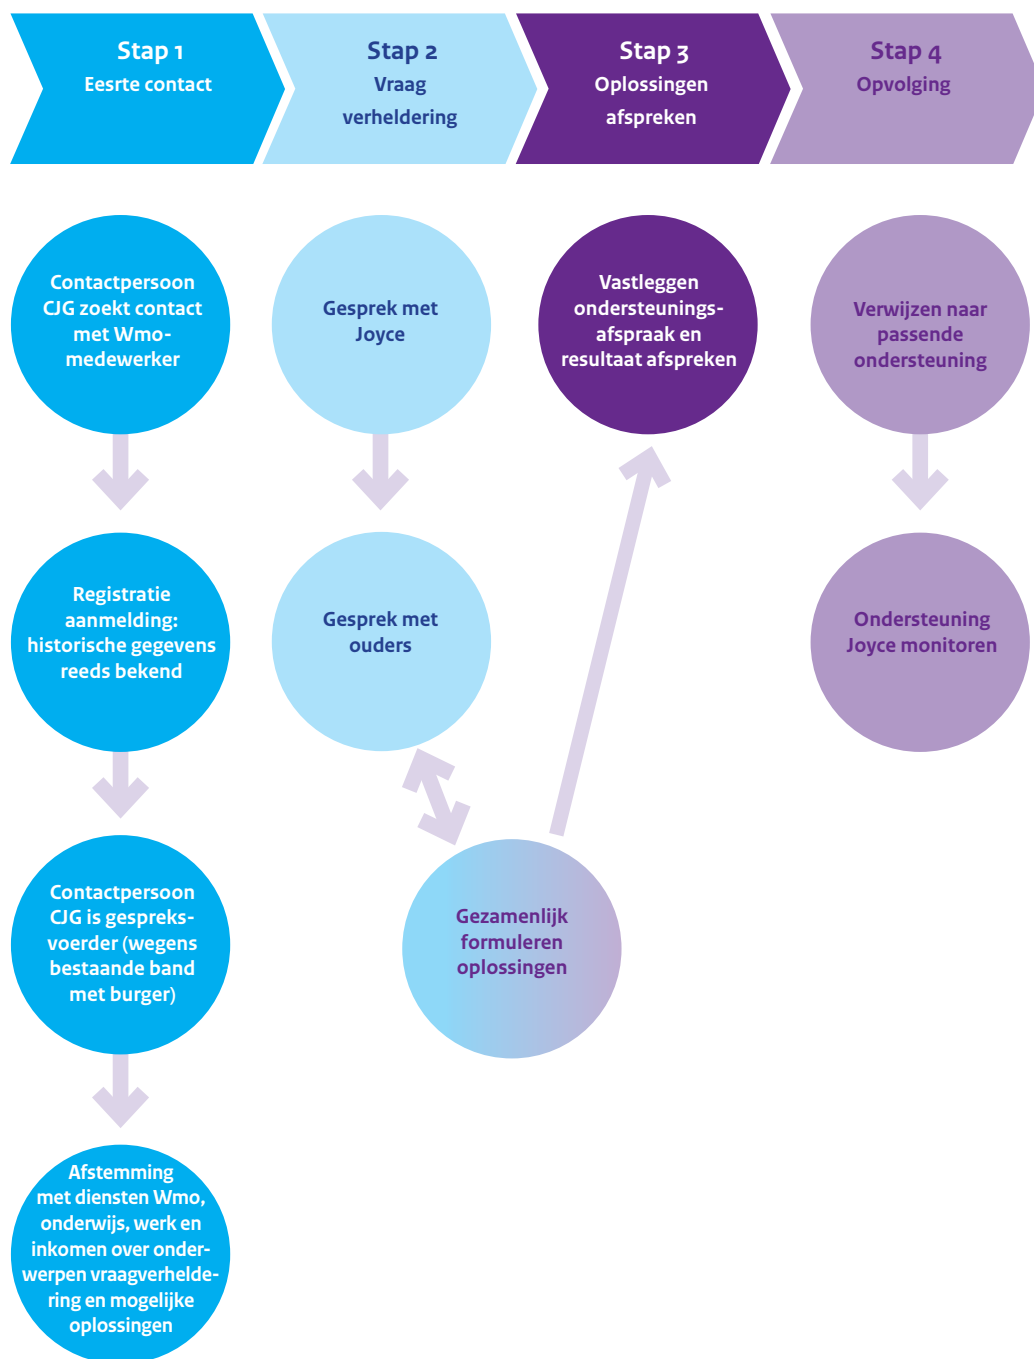 Stap 1
Eesrte contact
Stap 2
Vraag
verheldering
Stap 3
Oplossingen
afspreken
Stap 4
Opvolging
Contactpersoon
CJG zoekt contact
met Wmo-
medewerker
Registratie
aanmelding:
historische gegevens
reeds bekend
Contactpersoon
CJG is gespreks-
voerder (wegens
bestaande band
met burger)
Afstemming
met diensten Wmo,
onderwijs, werk en
inkomen over onder-
werpen vraagverhelde-
ring en mogelijke
oplossingen
Gesprek met
Joyce
Gesprek met
ouders
Gezamenlijk
formuleren
oplossingen
Vastleggen
ondersteunings-
afspraak en
resultaat afspreken
Verwijzen naar
passende
ondersteuning
Ondersteuning
Joyce monitoren